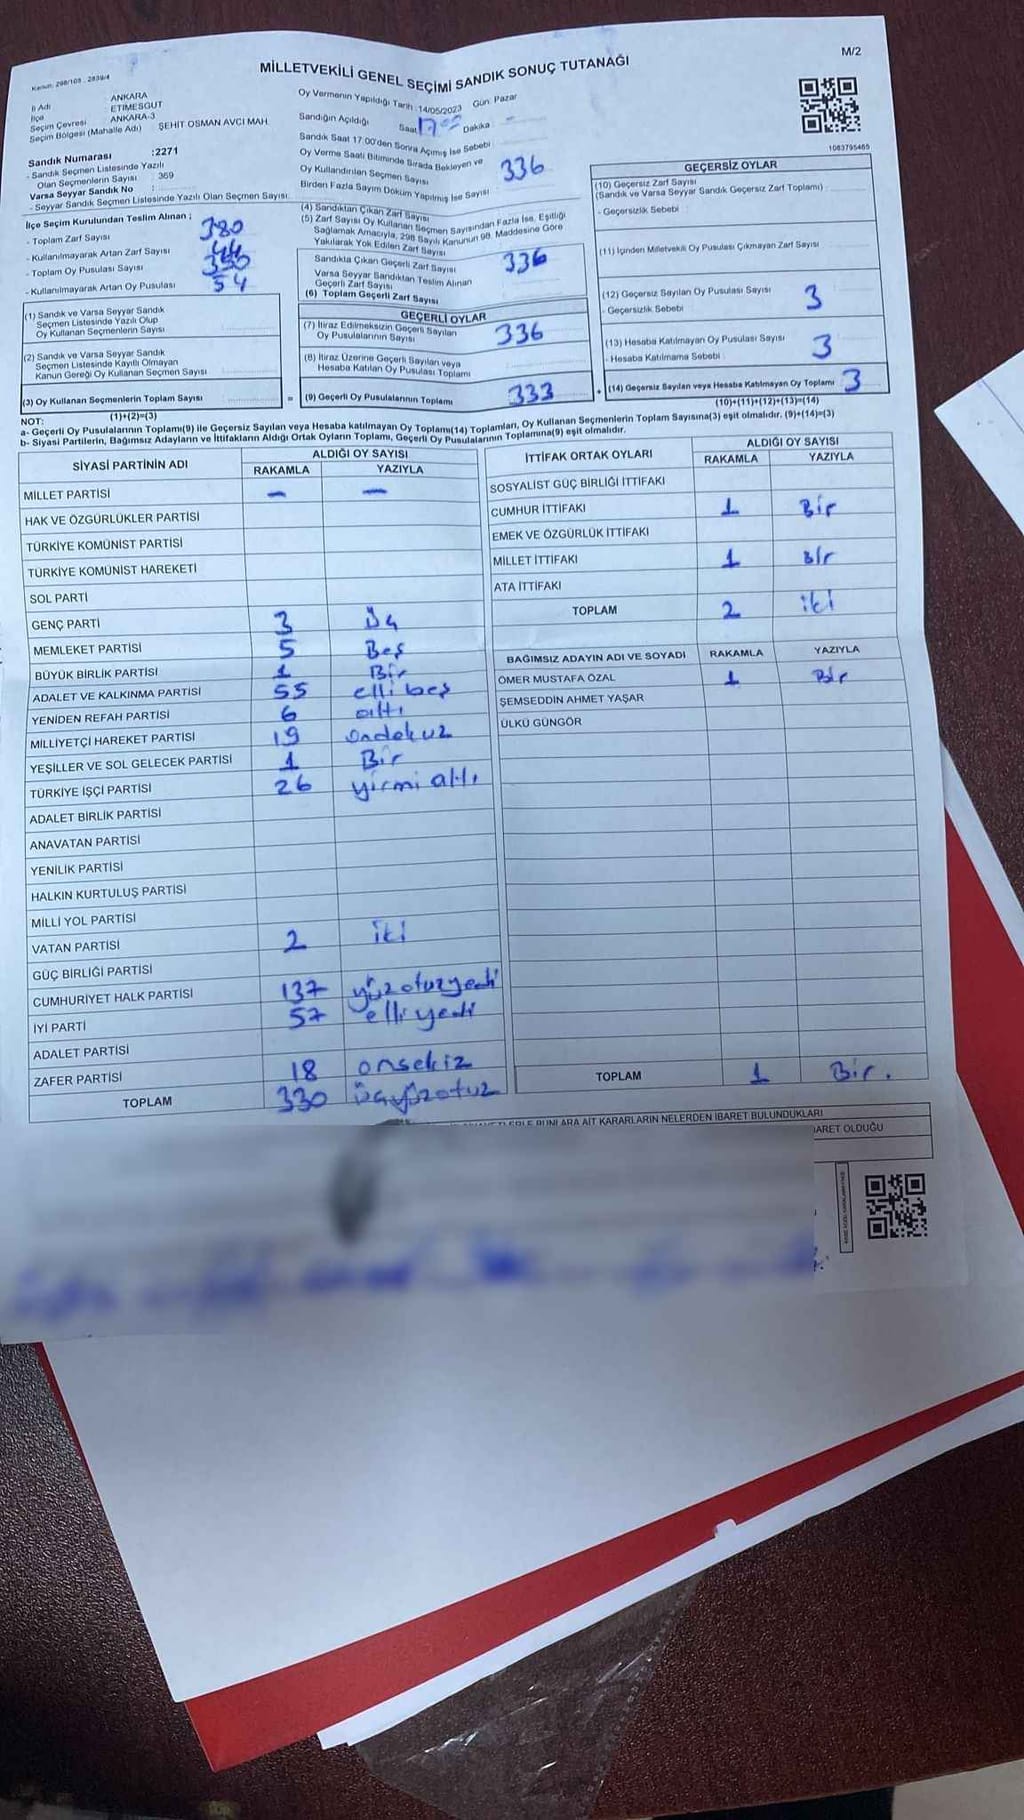 Kanun: 298/105 - 2839/4
MİLLETVEKİLİ GENEL SEÇİMİ SANDIK SONUÇ TUTANAĞI
M/2
İl Adı : ANKARA
İlçe : ETİMESGUT
Seçim Çevresi : ANKARA-3
Seçim Bölgesi (Mahalle Adı) ŞEHİT OSMAN AVCI MAH.
Sandık Numarası :2271
- Sandık Seçmen Listesinde Yazılı
Olan Seçmenlerin Sayısı : 369
Varsa Seyyar Sandık No :
- Seyyar Sandık Seçmen Listesinde Yazılı Olan Seçmen Sayısı:
Oy Vermenin Yapıldığı Tarih :14/05/2023 Gün: Pazar
Sandığın Açıldığı Saat 17 00 Dakika : -
Sandık Saat 17.00'den Sonra Açımış İse Sebebi :
Oy Verme Saati Bitiminde Sırada Bekleyen ve
Oy Kullandırılan Seçmen Sayısı
Birden Fazla Sayım Döküm Yapılmış İse Sayısı
336
1083795465
İlçe Seçim Kurulundan Teslim Alınan :
- Toplam Zarf Sayısı 380
- Kullanılmayarak Artan Zarf Sayısı 44
- Toplam Oy Pusulası Sayısı
- Kullanılmayarak Artan Oy Pusulası 54
(1) Sandık ve Varsa Seyyar Sandık
Seçmen Listesinde Yazılı Olup
Oy Kullanan Seçmenlerin Sayısı
(2) Sandık ve Varsa Seyyar Sandık
Seçmen Listesinde Kayıtlı Olmayan
Kanun Gereği Oy Kullanan Seçmen Sayısı
(3) Oy Kullanan Seçmenlerin Toplam Sayısı
(1)+(2)=(3)
(4) Sandıktan Çıkan Zarf Sayısı
(5) Zarf Sayısı Oy Kullanan Seçmen Sayısından Fazla İse, Eşitliği
Sağlamak Amacıyla, 298 Sayılı Kanunun 98. Maddesine Göre
Yakılarak Yok Edilen Zarf Sayısı
Sandıkta Çıkan Geçerli Zarf Sayısı 336
Varsa Seyyar Sandıktan Teslim Alınan
Geçerli Zarf Sayısı
(6) Toplam Geçerli Zarf Sayısı
GEÇERLİ OYLAR
(7) İtiraz Edilmeksizin Geçerli Sayılan
Oy Pusulalarının Sayısı 336
(8) İtiraz Üzerine Geçerli Sayılan veya
Hesaba Katılan Oy Pusulası Toplamı
= (9) Geçerli Oy Pusulalarının Toplamı 333 +
GEÇERSİZ OYLAR
(10) Geçersiz Zarf Sayısı
(Sandık ve Varsa Seyyar Sandık Geçersiz Zarf Toplamı)
- Geçersizlik Sebebi :
(11) İçinden Milletvekili Oy Pusulası Çıkmayan Zarf Sayısı
(12) Geçersiz Sayılan Oy Pusulası Sayısı 3
- Geçersizlik Sebebi :
(13) Hesaba Katılmayan Oy Pusulası Sayısı 3
- Hesaba Katılmama Sebebi :
(14) Geçersiz Sayılan veya Hesaba Katılmayan Oy Toplamı 3
(10)+(11)+(12)+(13)=(14)
NOT:
a- Geçerli Oy Pusulalarının Toplamı(9) ile Geçersiz Sayılan veya Hesaba katılmayan Oy Toplamı(14) Toplamları, Oy Kullanan Seçmenlerin Toplam Sayısına(3) eşit olmalıdır. (9)+(14)=(3)
b- Siyasi Partilerin, Bağımsız Adayların ve İttifakların Aldığı Ortak Oyların Toplamı, Geçerli Oy Pusulalarının Toplamına(9) eşit olmalıdır.
SİYASİ PARTİNİN ADI ALDIĞI OY SAYISI
RAKAMLA YAZIYLA
MİLLET PARTİSİ - -
HAK VE ÖZGÜRLÜKLER PARTİSİ
TÜRKİYE KOMÜNİST PARTİSİ
TÜRKİYE KOMÜNİST HAREKETİ
SOL PARTİ
GENÇ PARTİ 3 Üç
MEMLEKET PARTİSİ 5 Beş
BÜYÜK BİRLİK PARTİSİ 1 Bir
ADALET VE KALKINMA PARTİSİ 55 elli beş
YENİDEN REFAH PARTİSİ 6 altı
MİLLİYETÇİ HAREKET PARTİSİ 19 ondokuz
YEŞİLLER VE SOL GELECEK PARTİSİ 1 Bir
TÜRKİYE İŞÇİ PARTİSİ 26 yirmi altı
ADALET BİRLİK PARTİSİ
ANAVATAN PARTİSİ
YENİLİK PARTİSİ
HALKIN KURTULUŞ PARTİSİ
MİLLİ YOL PARTİSİ
VATAN PARTİSİ 2 iki
GÜÇ BİRLİĞİ PARTİSİ
CUMHURİYET HALK PARTİSİ 137 yüzotuzyedi
İYİ PARTİ 57 elli yedi
ADALET PARTİSİ
ZAFER PARTİSİ 18 onsekiz
TOPLAM 330 üçyüzotuz
İTTİFAK ORTAK OYLARI ALDIĞI OY SAYISI
RAKAMLA YAZIYLA
SOSYALİST GÜÇ BİRLİĞİ İTTİFAKI
CUMHUR İTTİFAKI 1 Bir
EMEK VE ÖZGÜRLÜK İTTİFAKI
MİLLET İTTİFAKI 1 Bir
ATA İTTİFAKI
TOPLAM 2 iki
BAĞIMSIZ ADAYIN ADI VE SOYADI RAKAMLA YAZIYLA
ÖMER MUSTAFA ÖZAL 1 Bir
ŞEMSEDDİN AHMET YAŞAR
ÜLKÜ GÜNGÖR
TOPLAM 1 Bir.
BUNLARA AİT KARARLARIN NELERDEN İBARET BULUNDUKLARI
İBARET OLDUĞU